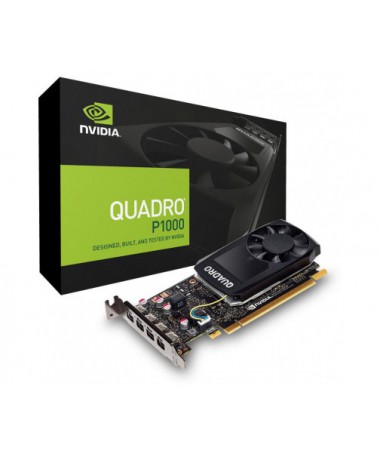 NVIDIA
QUADRO®
P1000
DESIGNED, BUILT, AND TESTED BY NVIDIA
QUADRO